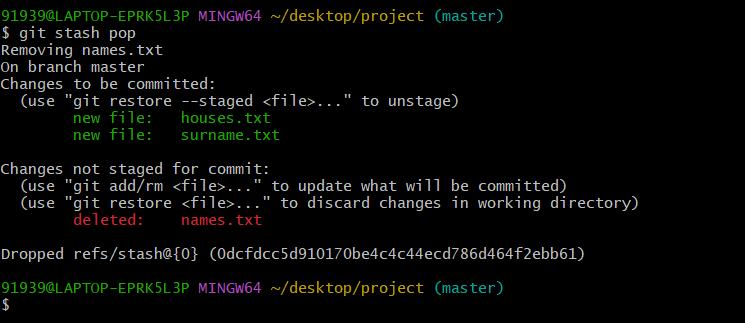 91939@LAPTOP-EPRK5L3P MINGW64 ~/desktop/project (master)
$ git stash pop
Removing names.txt
On branch master
Changes to be committed:
  (use "git restore --staged <file>..." to unstage)
        new file:   houses.txt
        new file:   surname.txt

Changes not staged for commit:
  (use "git add/rm <file>..." to update what will be committed)
  (use "git restore <file>..." to discard changes in working directory)
        deleted:    names.txt

Dropped refs/stash@{0} (0dcfdcc5d910170be4c4c44ecd786d464f2ebb61)

91939@LAPTOP-EPRK5L3P MINGW64 ~/desktop/project (master)
$